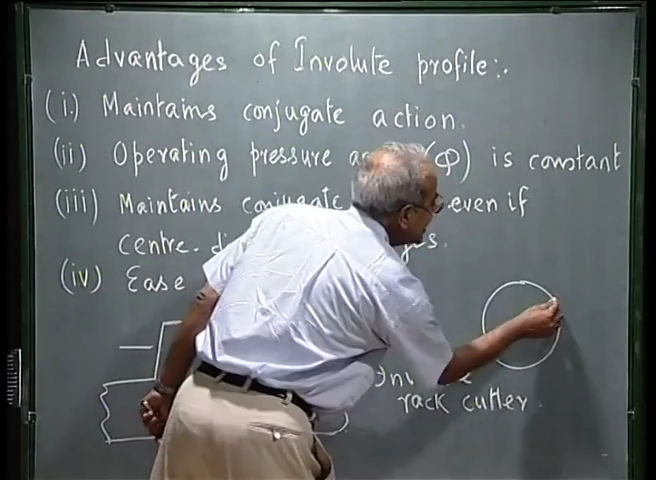 Advantages of Involute profile:.
(i.) Maintains conjugate action.
(ii) Operating pressure (φ) is constant
(iii) Maintains conjugate even if
centre.
(iv) Ease
rack cutter.